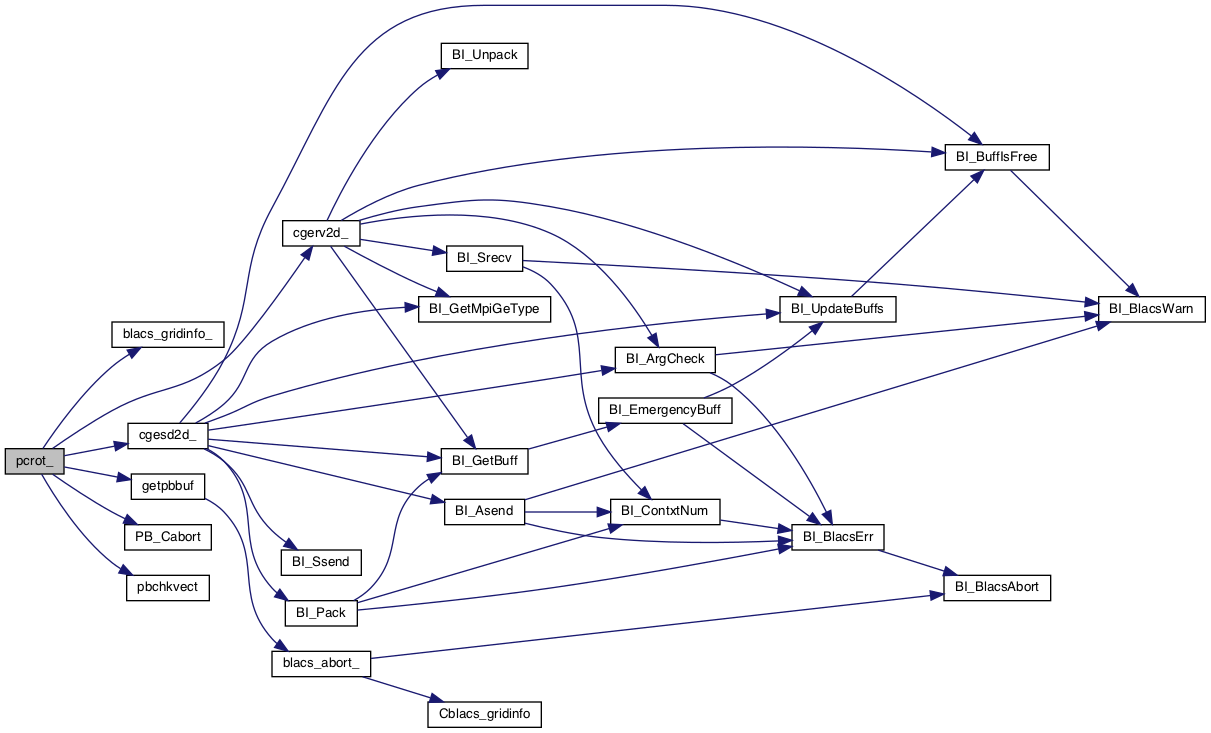 BI_Unpack
BI_BuffIsFree
cgerv2d_
BI_Srecv
BI_GetMpiGeType
BI_UpdateBuffs
BI_BlacsWarn
blacs_gridinfo_
BI_ArgCheck
BI_EmergencyBuff
cgesd2d_
pcrot_
BI_GetBuff
getpbbuf
BI_Asend
BI_ContxtNum
PB_Cabort
BI_BlacsErr
BI_Ssend
pbchkvect
BI_BlacsAbort
BI_Pack
blacs_abort_
Cblacs_gridinfo